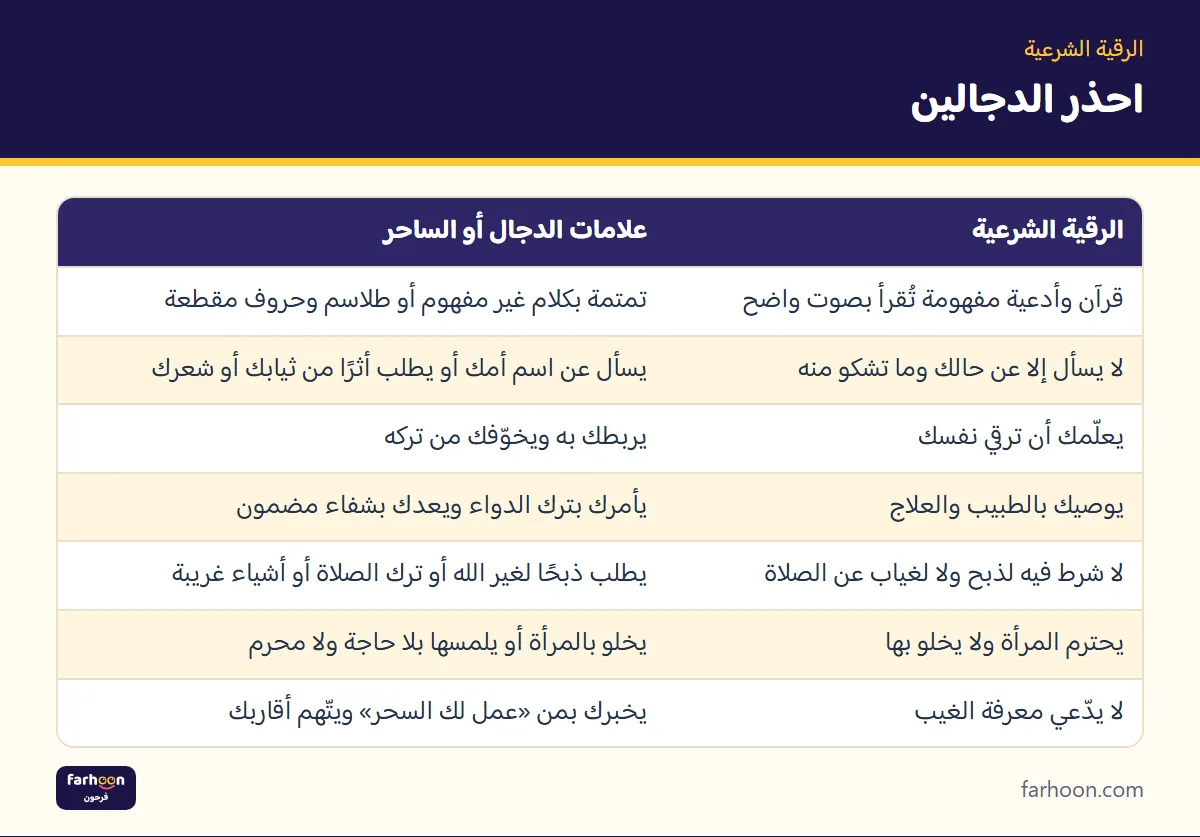 الرقية الشرعية
احذر الدجالين
الرقية الشرعية	علامات الدجال أو الساحر
قرآن وأدعية مفهومة تُقرأ بصوت واضح	تمتمة بكلام غير مفهوم أو طلاسم وحروف مقطعة
لا يسأل إلا عن حالك وما تشكو منه	يسأل عن اسم أمك أو يطلب أثرًا من ثيابك أو شعرك
يعلّمك أن ترقي نفسك	يربطك به ويخوّفك من تركه
يوصيك بالطبيب والعلاج	يأمرك بترك الدواء ويعدك بشفاء مضمون
لا شرط فيه لذبح ولا لغياب عن الصلاة	يطلب ذبحًا لغير الله أو ترك الصلاة أو أشياء غريبة
يحترم المرأة ولا يخلو بها	يخلو بالمرأة أو يلمسها بلا حاجة ولا محرم
لا يدّعي معرفة الغيب	يخبرك بمن «عمل لك السحر» ويتّهم أقاربك
farhoon.com
farhoon
فرحون